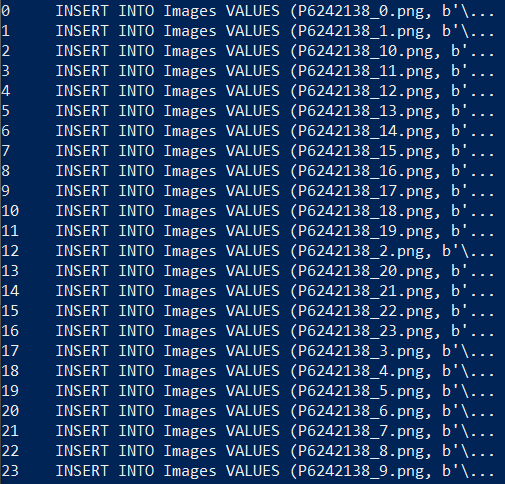 0 INSERT INTO Images VALUES (P6242138_0.png, b'\...
1 INSERT INTO Images VALUES (P6242138_1.png, b'\...
2 INSERT INTO Images VALUES (P6242138_10.png, b'...
3 INSERT INTO Images VALUES (P6242138_11.png, b'...
4 INSERT INTO Images VALUES (P6242138_12.png, b'...
5 INSERT INTO Images VALUES (P6242138_13.png, b'...
6 INSERT INTO Images VALUES (P6242138_14.png, b'...
7 INSERT INTO Images VALUES (P6242138_15.png, b'...
8 INSERT INTO Images VALUES (P6242138_16.png, b'...
9 INSERT INTO Images VALUES (P6242138_17.png, b'...
10 INSERT INTO Images VALUES (P6242138_18.png, b'...
11 INSERT INTO Images VALUES (P6242138_19.png, b'...
12 INSERT INTO Images VALUES (P6242138_2.png, b'\...
13 INSERT INTO Images VALUES (P6242138_20.png, b'...
14 INSERT INTO Images VALUES (P6242138_21.png, b'...
15 INSERT INTO Images VALUES (P6242138_22.png, b'...
16 INSERT INTO Images VALUES (P6242138_23.png, b'...
17 INSERT INTO Images VALUES (P6242138_3.png, b'\...
18 INSERT INTO Images VALUES (P6242138_4.png, b'\...
19 INSERT INTO Images VALUES (P6242138_5.png, b'\...
20 INSERT INTO Images VALUES (P6242138_6.png, b'\...
21 INSERT INTO Images VALUES (P6242138_7.png, b'\...
22 INSERT INTO Images VALUES (P6242138_8.png, b'\...
23 INSERT INTO Images VALUES (P6242138_9.png, b'\...